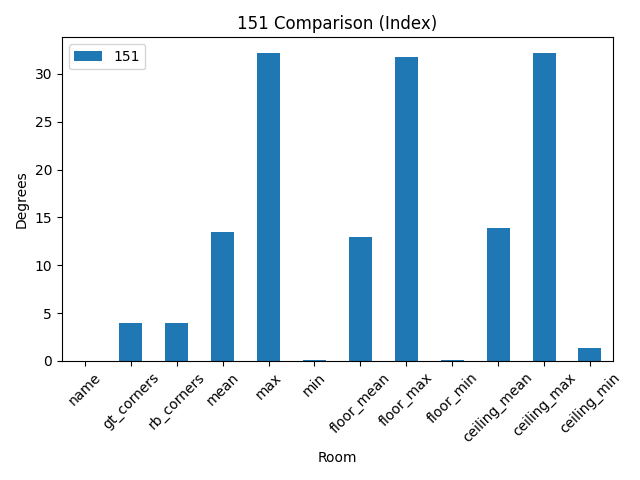 151 Comparison (Index)
151
Degrees
30
25
20
15
10
5
0
name
gt_corners
rb_corners
mean
max
min
floor_mean
floor_max
floor_min
ceiling_mean
ceiling_max
ceiling_min
Room